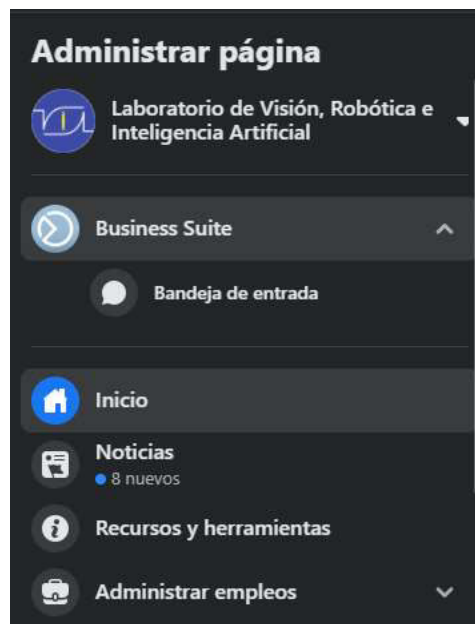 Administrar página
Laboratorio de Visión, Robótica e
Inteligencia Artificial
Business Suite
Bandeja de entrada
Inicio
Noticias
8 nuevos
Recursos y herramientas
Administrar empleos